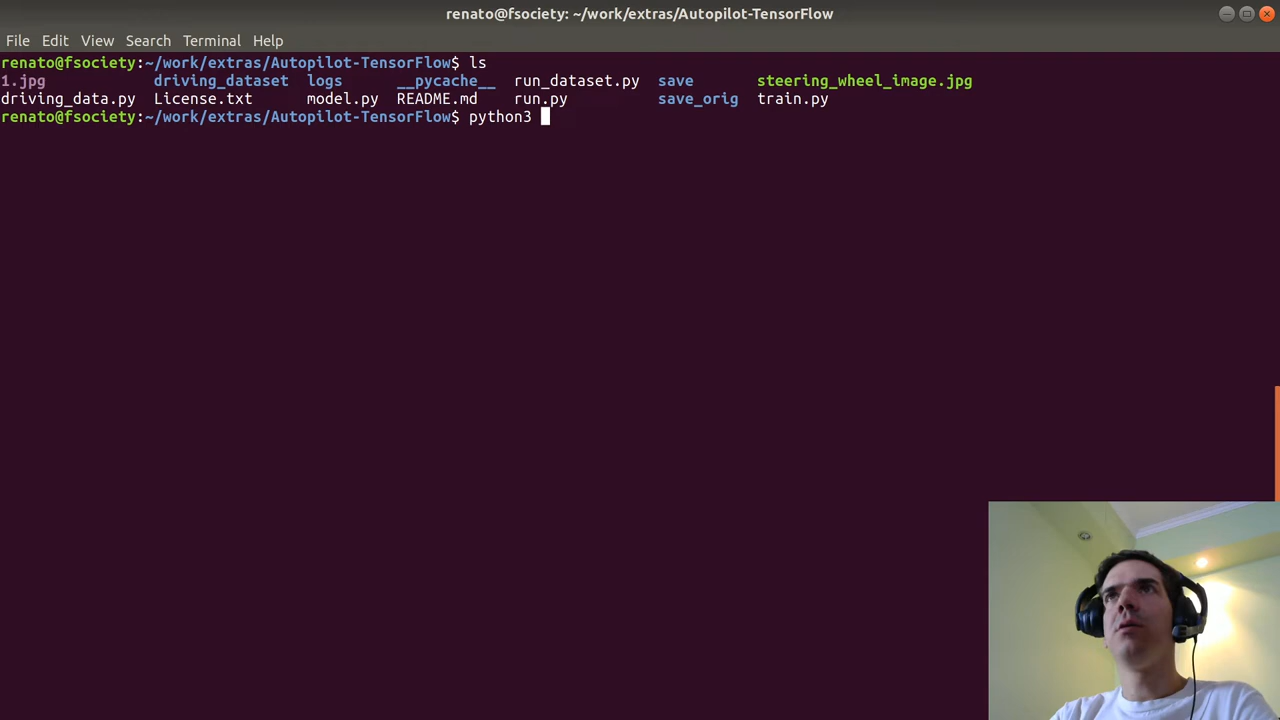 renato@fsociety: ~/work/extras/Autopilot-TensorFlow
File Edit View Search Terminal Help
renato@fsociety:~/work/extras/Autopilot-TensorFlow$ ls
1.jpg driving_dataset logs __pycache__ run_dataset.py save steering_wheel_image.jpg
driving_data.py License.txt model.py README.md run.py save_orig train.py
renato@fsociety:~/work/extras/Autopilot-TensorFlow$ python3